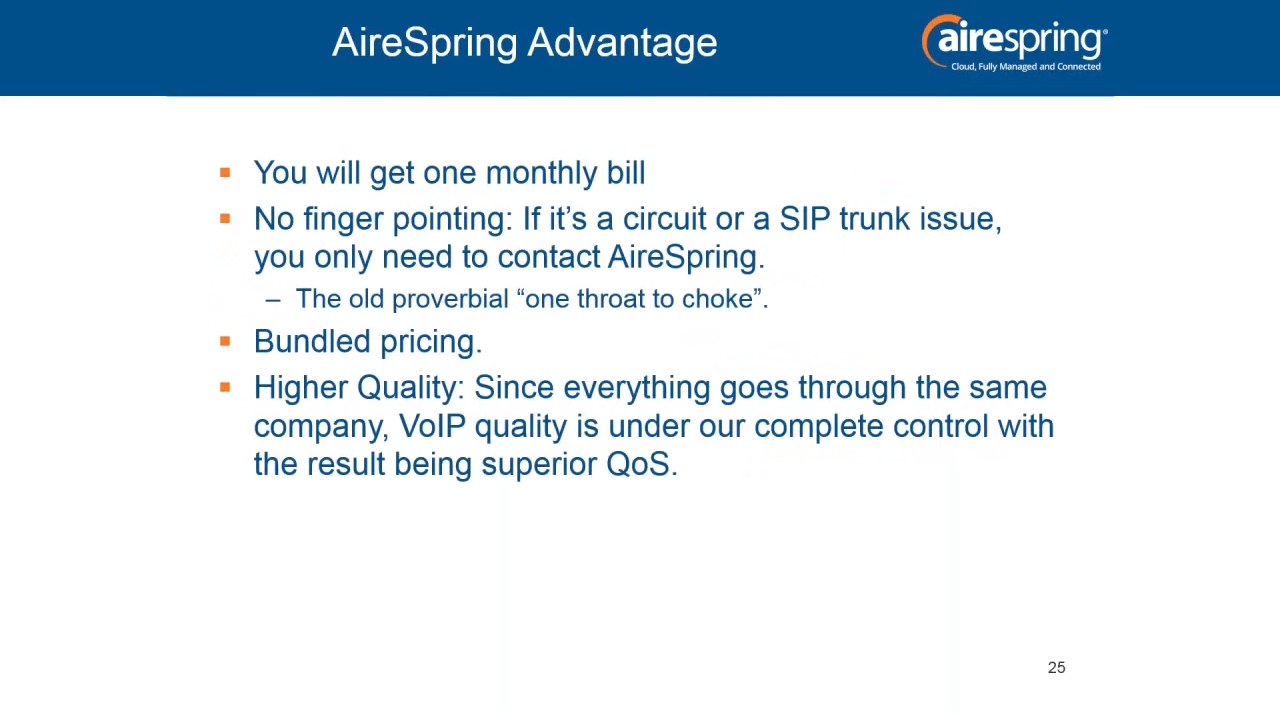 AireSpring Advantage
airespring®
Cloud, Fully Managed and Connected
▪ You will get one monthly bill
▪ No finger pointing: If it’s a circuit or a SIP trunk issue,
you only need to contact AireSpring.
– The old proverbial “one throat to choke”.
▪ Bundled pricing.
▪ Higher Quality: Since everything goes through the same
company, VoIP quality is under our complete control with
the result being superior QoS.
25